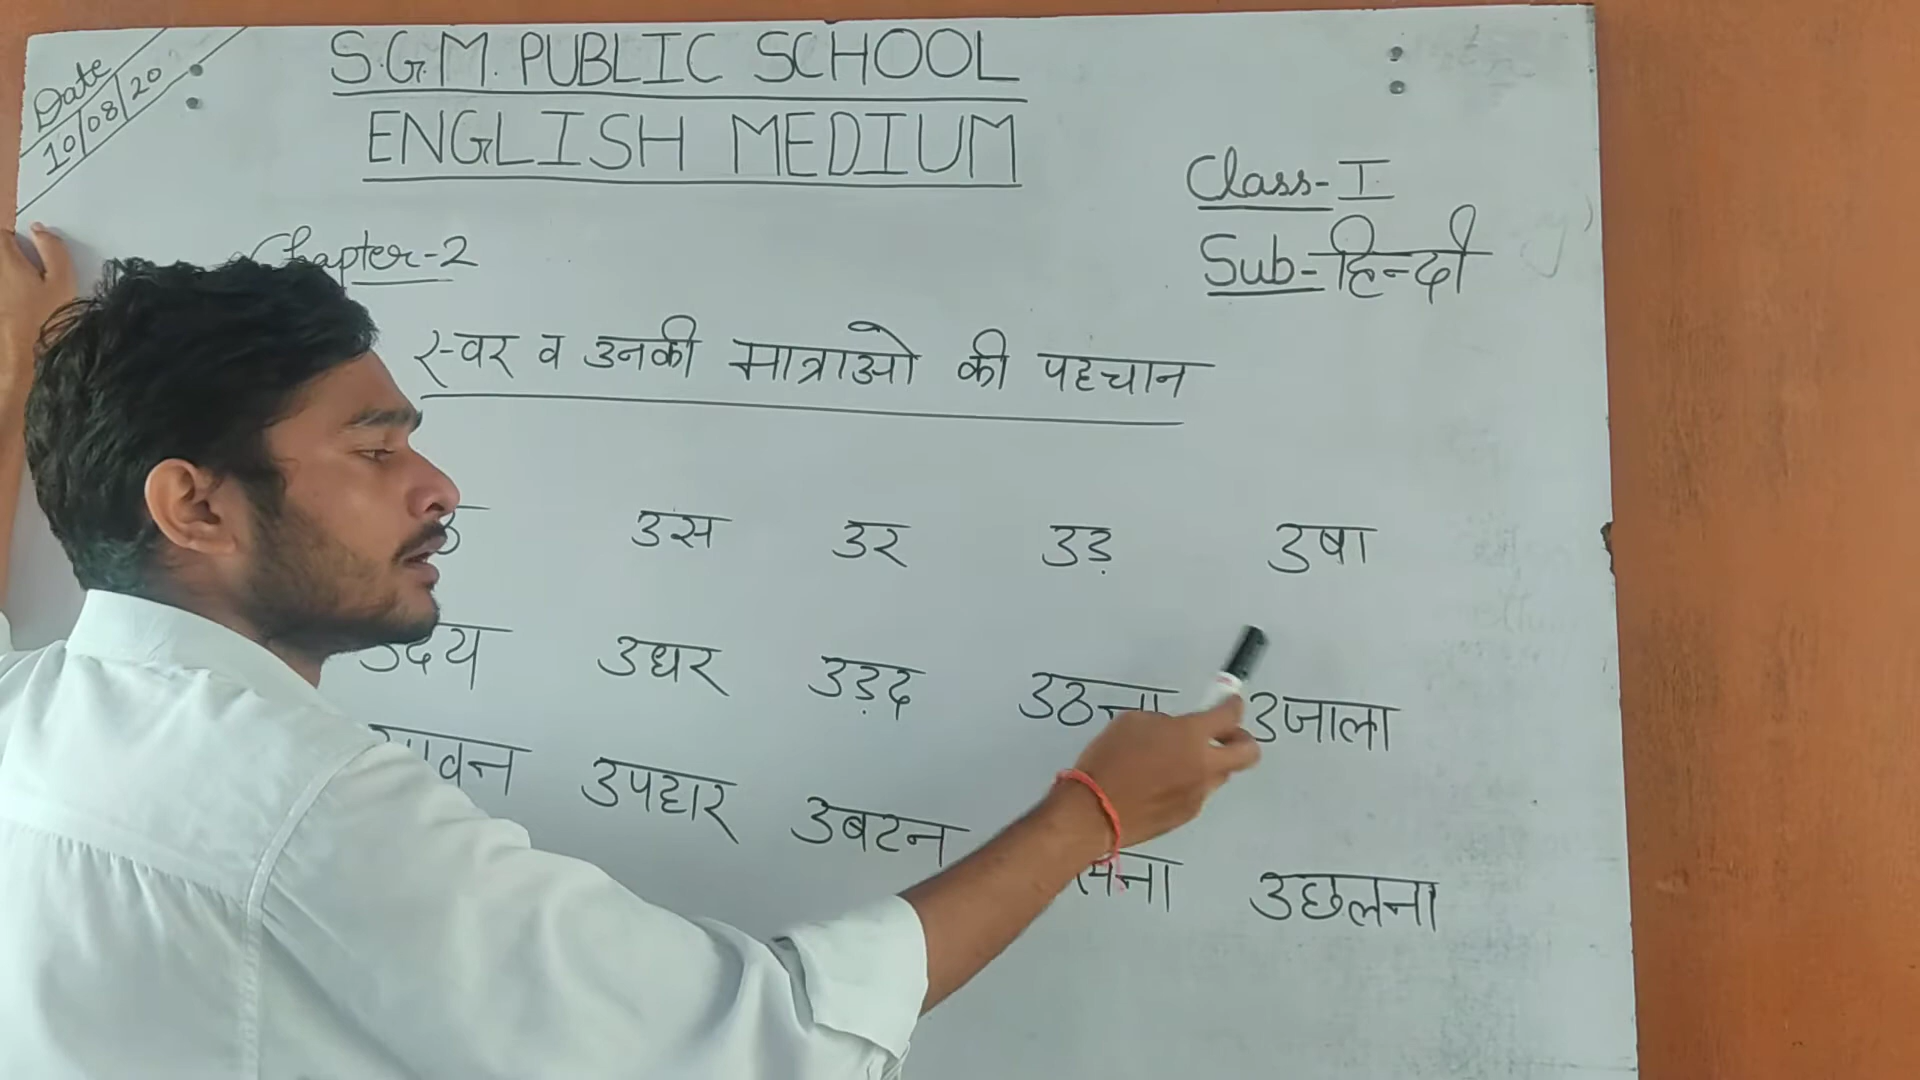 Date
10/08/20
S.G.M. PUBLIC SCHOOL
ENGLISH MEDIUM
Class-I
Sub-हिन्दी
Chapter-2
स्वर व उनकी मात्राओ की पहचान
उस उर उड़ उषा
उदय उधर उड़द उठना उजाला
उपहार उबटन उछलना